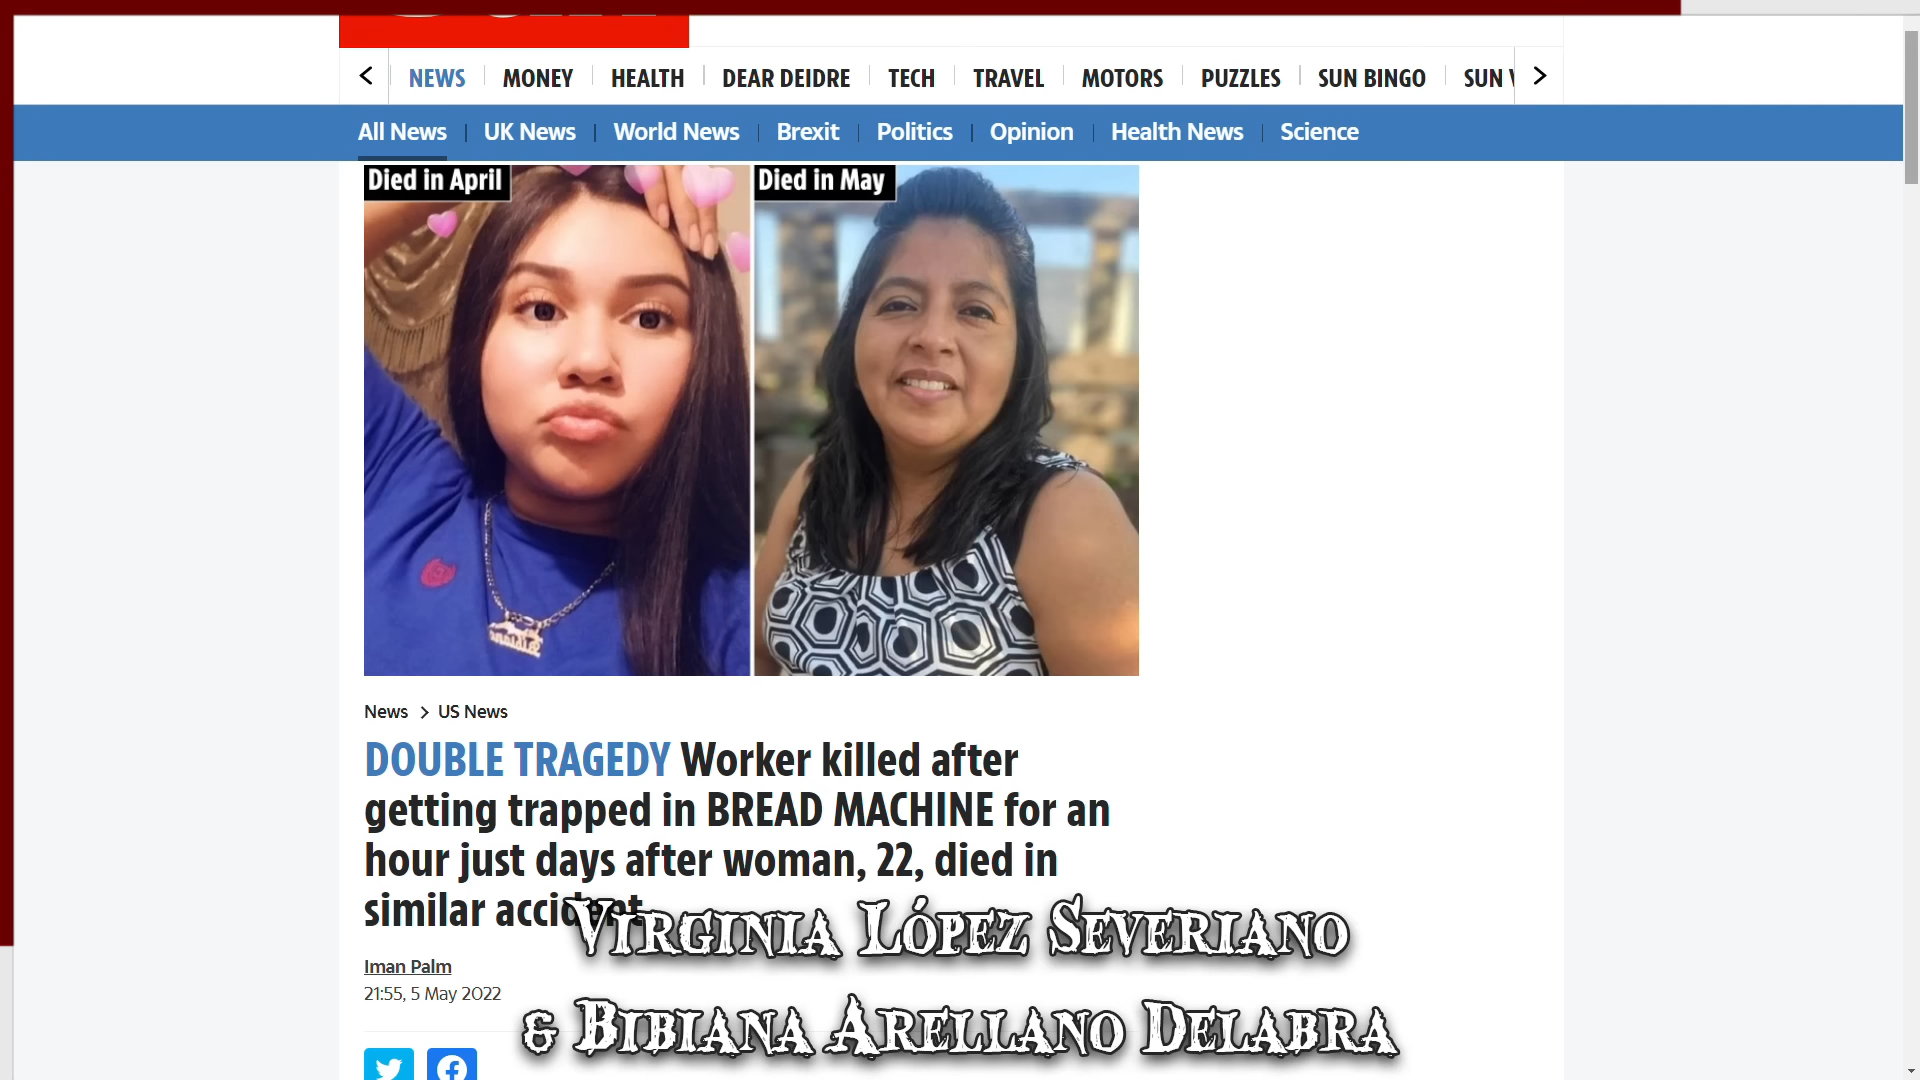 NEWS MONEY HEALTH DEAR DEIDRE TECH TRAVEL MOTORS PUZZLES SUN BINGO SUN
All News UK News World News Brexit Politics Opinion Health News Science
Died in April Died in May
News > US News
DOUBLE TRAGEDY Worker killed after
getting trapped in BREAD MACHINE for an
hour just days after woman, 22, died in
similar accident
Virginia López Severiano
Iman Palm
21:55, 5 May 2022
& Bibiana Arellano Delabra